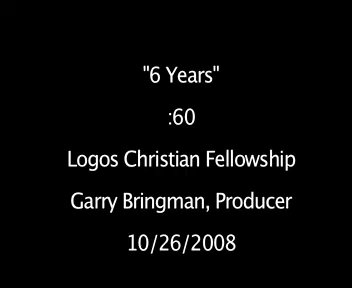 "6 Years"
:60
Logos Christian Fellowship
Garry Bringman, Producer
10/26/2008